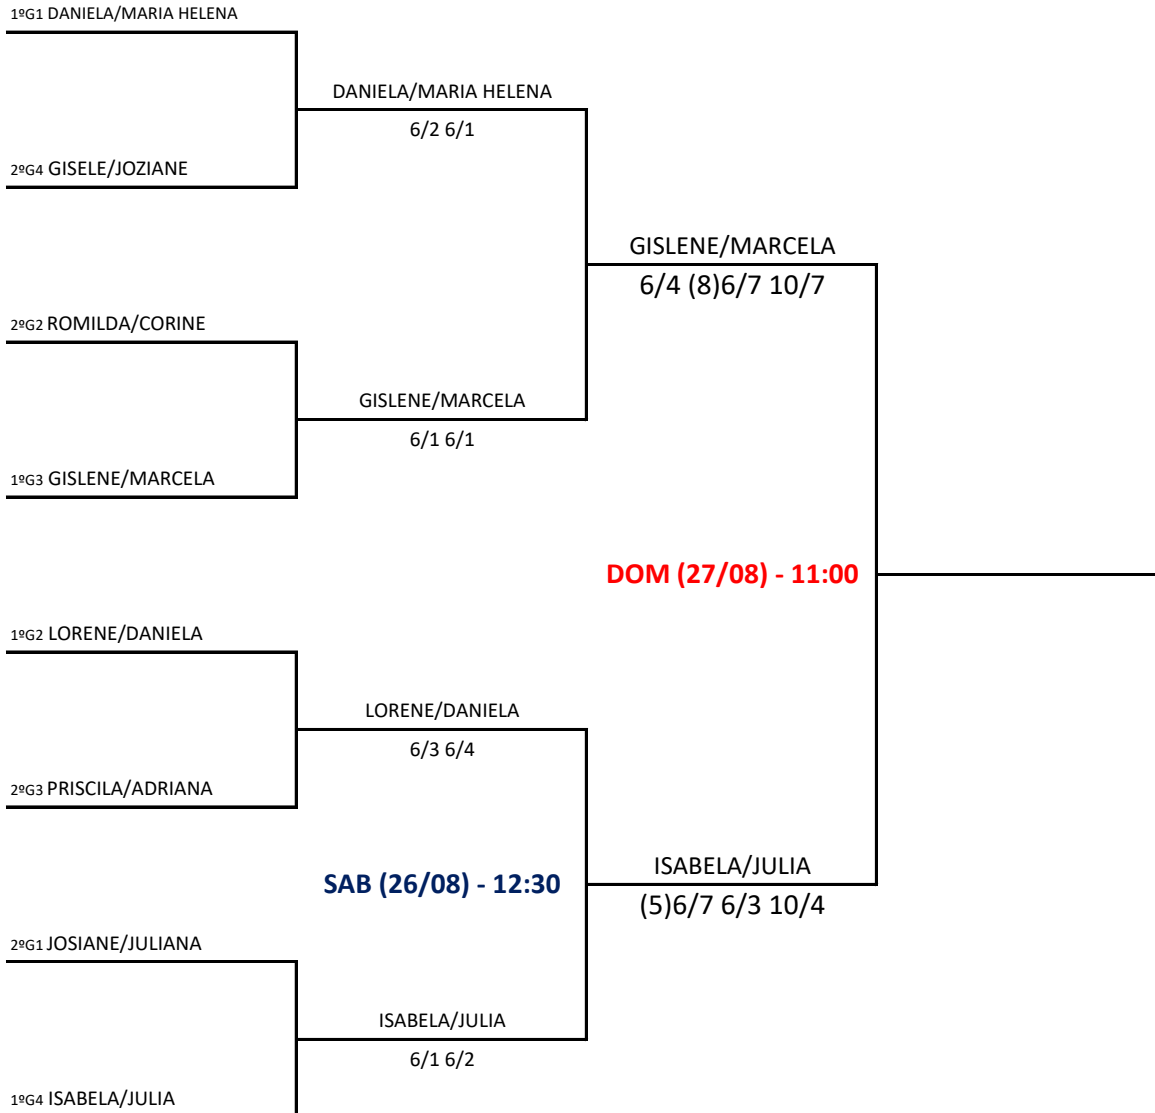 1ºG1 DANIELA/MARIA HELENA
DANIELA/MARIA HELENA
6/2 6/1
2ºG4 GISELE/JOZIANE
GISLENE/MARCELA
6/4 (8)6/7 10/7
2ºG2 ROMILDA/CORINE
GISLENE/MARCELA
6/1 6/1
1ºG3 GISLENE/MARCELA
DOM (27/08) - 11:00
1ºG2 LORENE/DANIELA
LORENE/DANIELA
6/3 6/4
2ºG3 PRISCILA/ADRIANA
ISABELA/JULIA
SAB (26/08) - 12:30
(5)6/7 6/3 10/4
2ºG1 JOSIANE/JULIANA
ISABELA/JULIA
6/1 6/2
1ºG4 ISABELA/JULIA